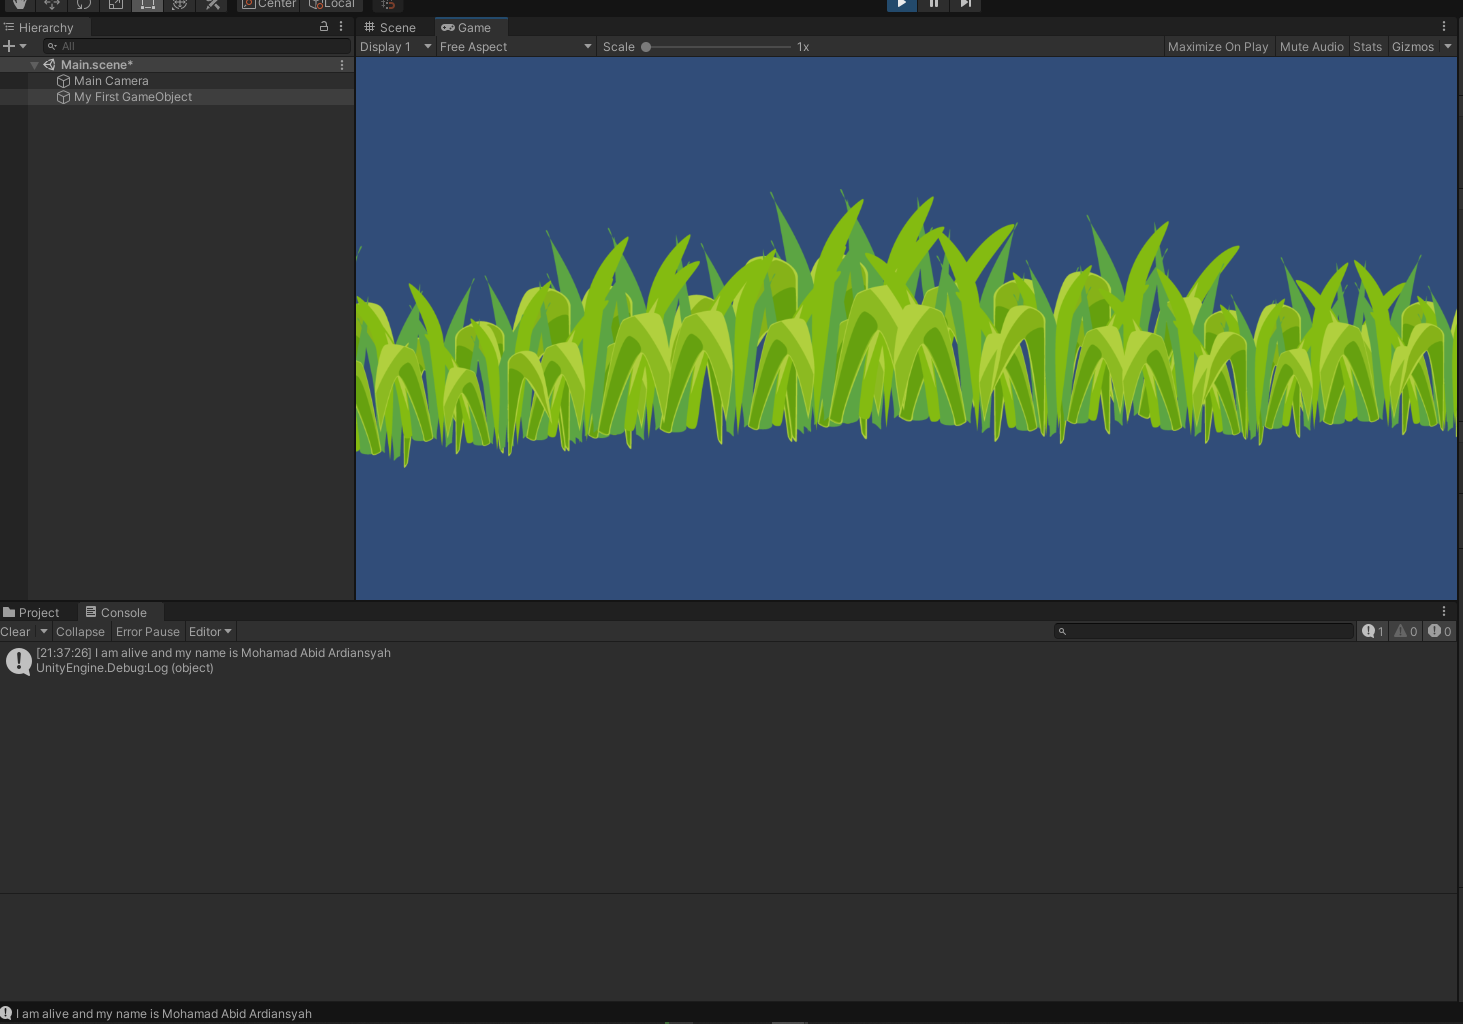 Center
Local
Hierarchy
All
Main.scene*
Main Camera
My First GameObject
Scene
Game
Display 1
Free Aspect
Scale
1x
Maximize On Play
Mute Audio
Stats
Gizmos
Project
Console
Clear
Collapse
Error Pause
Editor
1
0
0
[21:37:26] I am alive and my name is Mohamad Abid Ardiansyah
UnityEngine.Debug:Log (object)
I am alive and my name is Mohamad Abid Ardiansyah